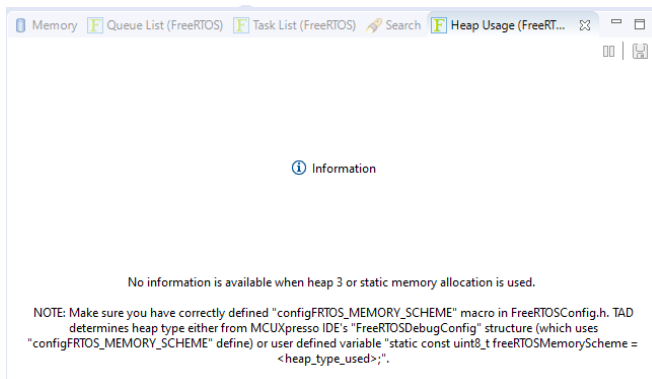 Memory Queue List (FreeRTOS) Task List (FreeRTOS) Search Heap Usage (FreeRT...
Information
No information is available when heap 3 or static memory allocation is used.
NOTE: Make sure you have correctly defined "configFRTOS_MEMORY_SCHEME" macro in FreeRTOSConfig.h. TAD
determines heap type either from MCUXpresso IDE's "FreeRTOSDebugConfig" structure (which uses
"configFRTOS_MEMORY_SCHEME" define) or user defined variable "static const uint8_t freeRTOSMemoryScheme =
<heap_type_used>;".